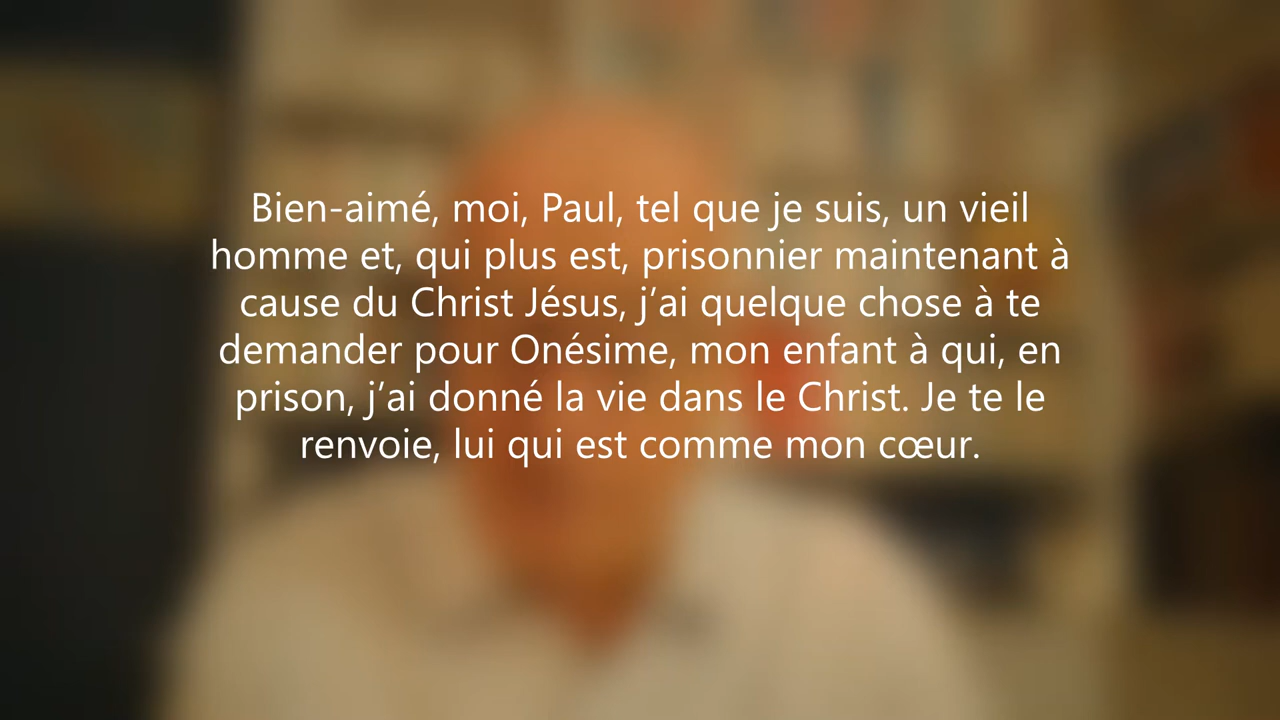 Bien-aimé, moi, Paul, tel que je suis, un vieil
homme et, qui plus est, prisonnier maintenant à
cause du Christ Jésus, j’ai quelque chose à te
demander pour Onésime, mon enfant à qui, en
prison, j’ai donné la vie dans le Christ. Je te le
renvoie, lui qui est comme mon cœur.